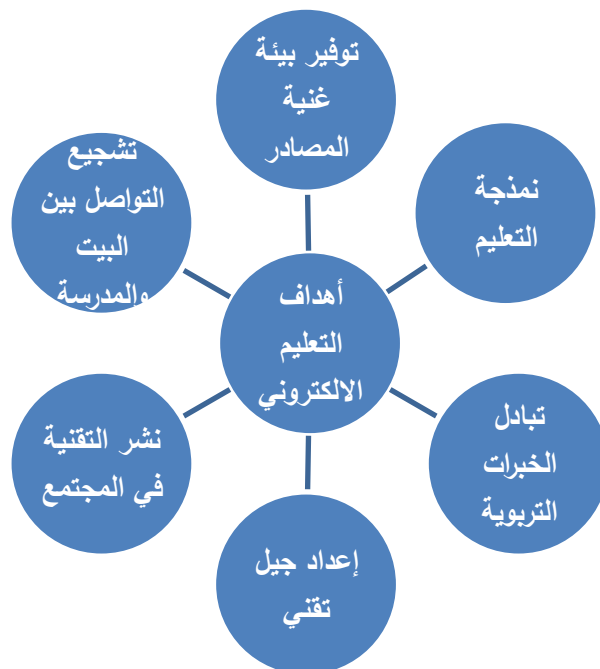 توفير بيئة
غنية
المصادر
نمذجة
التعليم
تشجيع
التواصل بين
البيت
والمدرسة
أهداف
التعليم
الالكتروني
تبادل
الخبرات
التربوية
نشر التقنية
في المجتمع
إعداد جيل
تقني